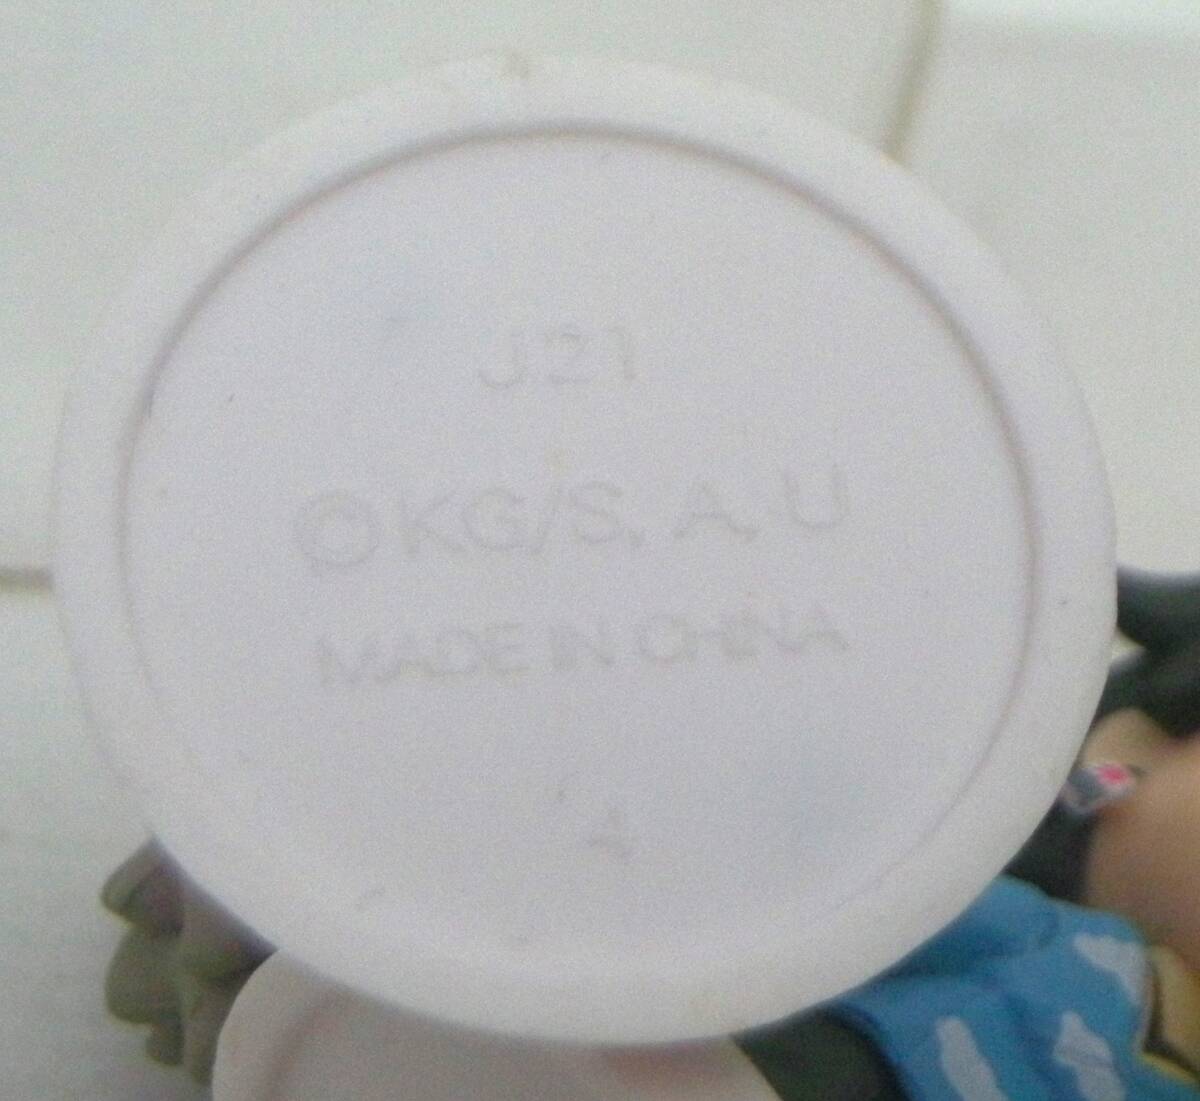 J21
©KG/S, A, U
MADE IN CHINA
4